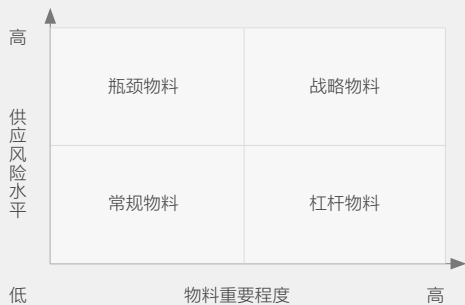 高
瓶颈物料
战略物料
供应风险水平
常规物料
杠杆物料
低
物料重要程度
高